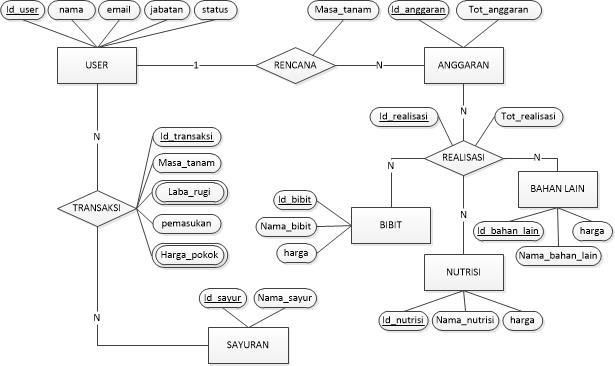 Id_user
nama
email
jabatan
status
Masa_tanam
Id_anggaran
Tot_anggaran
USER
1
RENCANA
N
ANGGARAN
N
Id_realisasi
Tot_realisasi
N
Id_transaksi
Masa_tanam
Laba_rugi
pemasukan
Harga_pokok
TRANSAKSI
REALISASI
N
N
N
BAHAN LAIN
Id_bibit
Nama_bibit
harga
BIBIT
Id_bahan_lain
harga
Nama_bahan_lain
NUTRISI
Id_nutrisi
Nama_nutrisi
harga
N
Id_sayur
Nama_sayur
SAYURAN